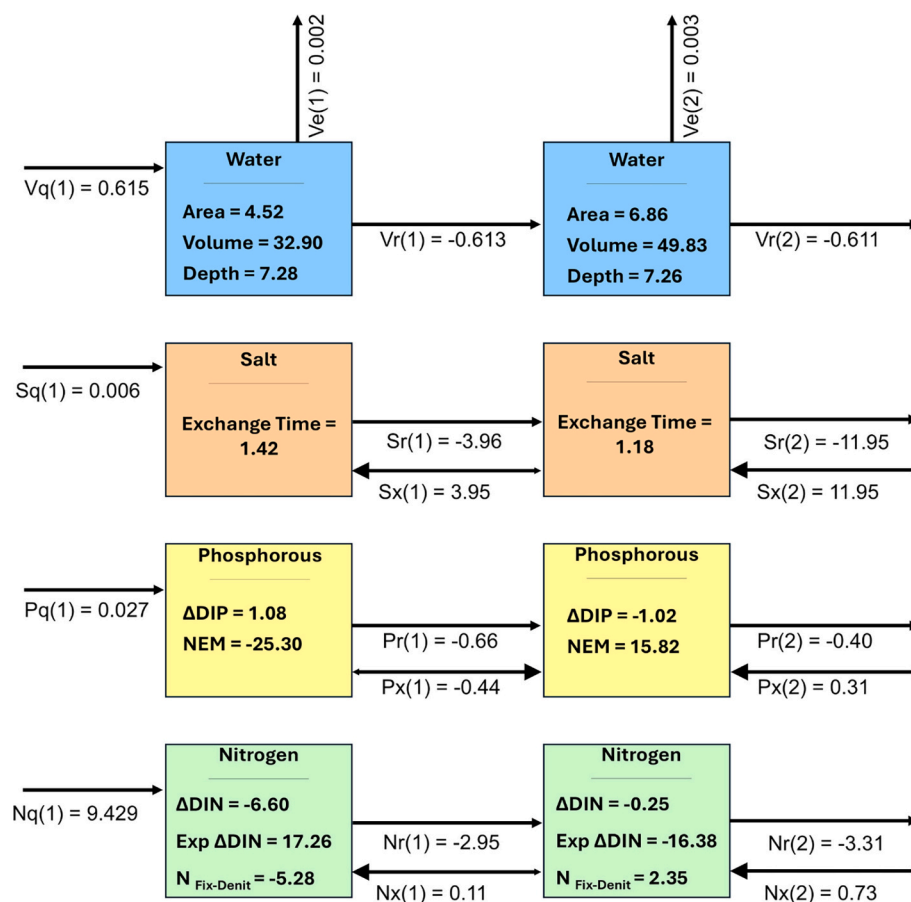 Ve(1) = 0.002
Ve(2) = 0.003
Vq(1) = 0.615
Water
Area = 4.52
Volume = 32.90
Depth = 7.28
Vr(1) = -0.613
Water
Area = 6.86
Volume = 49.83
Depth = 7.26
Vr(2) = -0.611
Sq(1) = 0.006
Salt
Exchange Time =
1.42
Sr(1) = -3.96
Sx(1) = 3.95
Salt
Exchange Time =
1.18
Sr(2) = -11.95
Sx(2) = 11.95
Pq(1) = 0.027
Phosphorous
ΔDIP = 1.08
NEM = -25.30
Pr(1) = -0.66
Px(1) = -0.44
Phosphorous
ΔDIP = -1.02
NEM = 15.82
Pr(2) = -0.40
Px(2) = 0.31
Nq(1) = 9.429
Nitrogen
ΔDIN = -6.60
Exp ΔDIN = 17.26
N Fix-Denit = -5.28
Nr(1) = -2.95
Nx(1) = 0.11
Nitrogen
ΔDIN = -0.25
Exp ΔDIN = -16.38
N Fix-Denit = 2.35
Nr(2) = -3.31
Nx(2) = 0.73